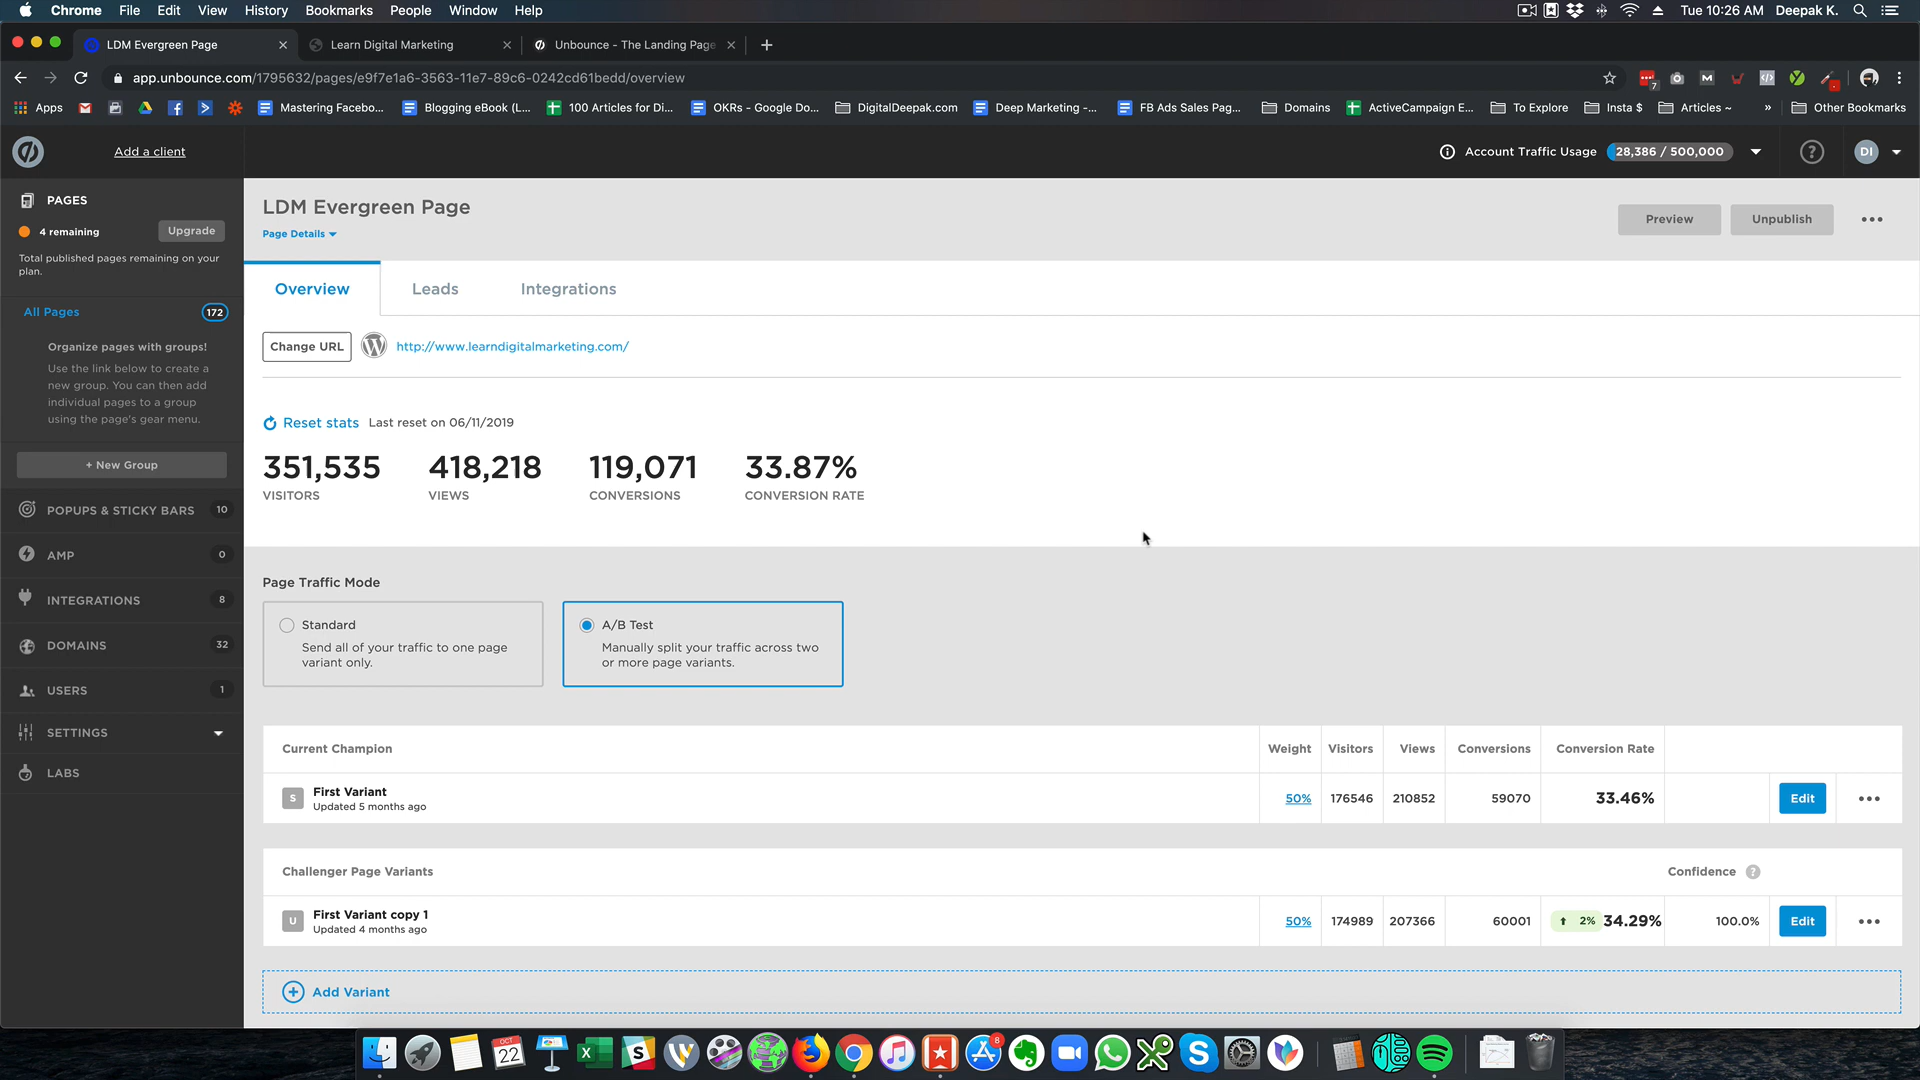 Chrome File Edit View History Bookmarks People Window Help
Tue 10:26 AM Deepak K.
LDM Evergreen Page
Learn Digital Marketing
Unbounce - The Landing Page
app.unbounce.com/1795632/pages/e9f7e1a6-3563-11e7-89c6-0242cd61bedd/overview
7
Apps
Mastering Facebo...
Blogging eBook (L...
100 Articles for Di...
OKRs - Google Do...
DigitalDeepak.com
Deep Marketing -...
FB Ads Sales Pag...
Domains
ActiveCampaign E...
To Explore
Insta $
Articles ~
»
Other Bookmarks
Add a client
Account Traffic Usage 28,386 / 500,000
?
DI
PAGES
4 remaining
Upgrade
Total published pages remaining on your
plan.
All Pages 172
Organize pages with groups!
Use the link below to create a
new group. You can then add
individual pages to a group
using the page's gear menu.
+ New Group
POPUPS & STICKY BARS 10
AMP 0
INTEGRATIONS 8
DOMAINS 32
USERS 1
SETTINGS
LABS
LDM Evergreen Page
Page Details
Preview
Unpublish
Overview
Leads
Integrations
Change URL
http://www.learndigitalmarketing.com/
Reset stats Last reset on 06/11/2019
351,535 418,218 119,071 33.87%
VISITORS VIEWS CONVERSIONS CONVERSION RATE
Page Traffic Mode
Standard
Send all of your traffic to one page
variant only.
A/B Test
Manually split your traffic across two
or more page variants.
Current Champion Weight Visitors Views Conversions Conversion Rate
S
First Variant
Updated 5 months ago
50% 176546 210852 59070 33.46% Edit
Challenger Page Variants Confidence ?
U
First Variant copy 1
Updated 4 months ago
50% 174989 207366 60001 2% 34.29% 100.0% Edit
Add Variant
OCT
22
8